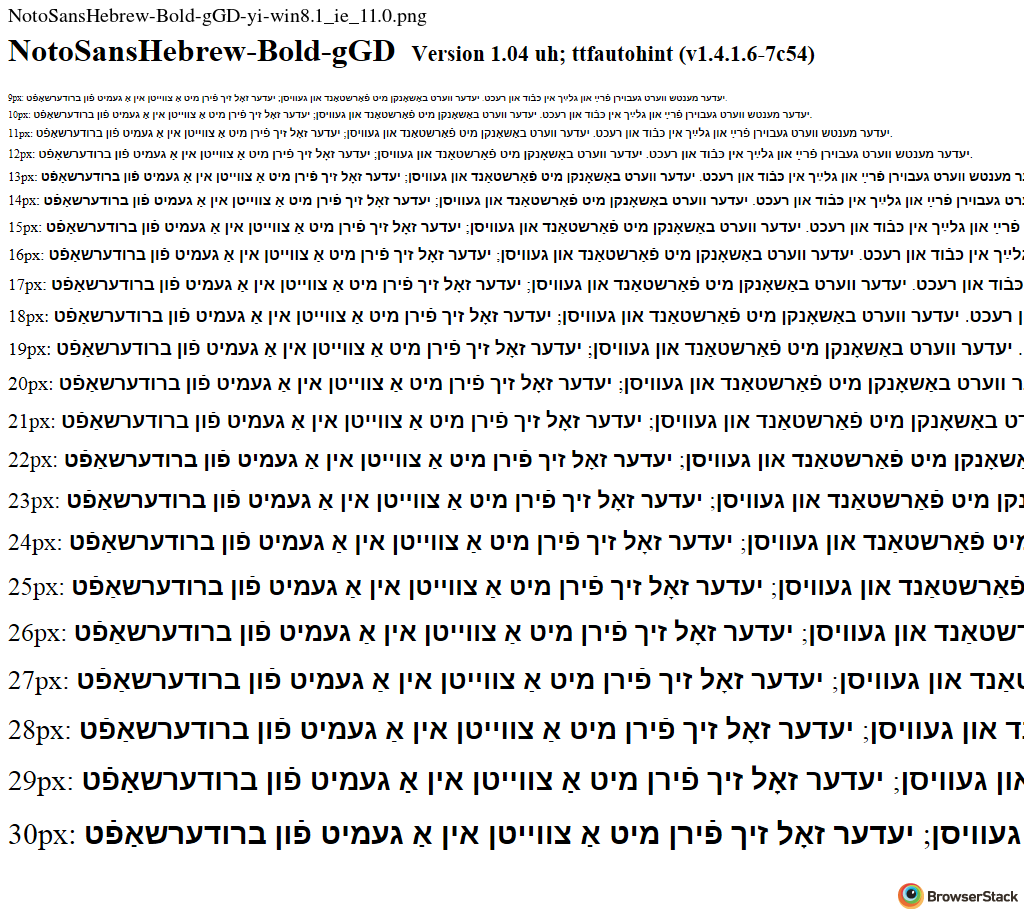 NotoSansHebrew-Bold-gGD-yi-win8.1_ie_11.0.png
NotoSansHebrew-Bold-gGD Version 1.04 uh; ttfautohint (v1.4.1.6-7c54)
9px: יעדער מענטש ווערט געבוירן פֿרײַ און גלײַך אין כּבֿוד און רעכט. יעדער ווערט באַשאָנקן מיט פֿאַרשטאַנד און געוויסן; יעדער זאָל זיך פֿירן מיט אַ צווייטן אין אַ געמיט פֿון ברודערשאַפֿט.
10px: יעדער מענטש ווערט געבוירן פֿרײַ און גלײַך אין כּבֿוד און רעכט. יעדער ווערט באַשאָנקן מיט פֿאַרשטאַנד און געוויסן; יעדער זאָל זיך פֿירן מיט אַ צווייטן אין אַ געמיט פֿון ברודערשאַפֿט.
11px: יעדער מענטש ווערט געבוירן פֿרײַ און גלײַך אין כּבֿוד און רעכט. יעדער ווערט באַשאָנקן מיט פֿאַרשטאַנד און געוויסן; יעדער זאָל זיך פֿירן מיט אַ צווייטן אין אַ געמיט פֿון ברודערשאַפֿט.
12px: יעדער מענטש ווערט געבוירן פֿרײַ און גלײַך אין כּבֿוד און רעכט. יעדער ווערט באַשאָנקן מיט פֿאַרשטאַנד און געוויסן; יעדער זאָל זיך פֿירן מיט אַ צווייטן אין אַ געמיט פֿון ברודערשאַפֿט.
13px: מענטש ווערט געבוירן פֿרײַ און גלײַך אין כּבֿוד און רעכט. יעדער ווערט באַשאָנקן מיט פֿאַרשטאַנד און געוויסן; יעדער זאָל זיך פֿירן מיט אַ צווייטן אין אַ געמיט פֿון ברודערשאַפֿט
14px: געבוירן פֿרײַ און גלײַך אין כּבֿוד און רעכט. יעדער ווערט באַשאָנקן מיט פֿאַרשטאַנד און געוויסן; יעדער זאָל זיך פֿירן מיט אַ צווייטן אין אַ געמיט פֿון ברודערשאַפֿט
15px: פֿרײַ און גלײַך אין כּבֿוד און רעכט. יעדער ווערט באַשאָנקן מיט פֿאַרשטאַנד און געוויסן; יעדער זאָל זיך פֿירן מיט אַ צווייטן אין אַ געמיט פֿון ברודערשאַפֿט
16px: אין כּבֿוד און רעכט. יעדער ווערט באַשאָנקן מיט פֿאַרשטאַנד און געוויסן; יעדער זאָל זיך פֿירן מיט אַ צווייטן אין אַ געמיט פֿון ברודערשאַפֿט
17px: כּבֿוד און רעכט. יעדער ווערט באַשאָנקן מיט פֿאַרשטאַנד און געוויסן; יעדער זאָל זיך פֿירן מיט אַ צווייטן אין אַ געמיט פֿון ברודערשאַפֿט
18px: רעכט. יעדער ווערט באַשאָנקן מיט פֿאַרשטאַנד און געוויסן; יעדער זאָל זיך פֿירן מיט אַ צווייטן אין אַ געמיט פֿון ברודערשאַפֿט
19px: . יעדער ווערט באַשאָנקן מיט פֿאַרשטאַנד און געוויסן; יעדער זאָל זיך פֿירן מיט אַ צווייטן אין אַ געמיט פֿון ברודערשאַפֿט
20px: ווערט באַשאָנקן מיט פֿאַרשטאַנד און געוויסן; יעדער זאָל זיך פֿירן מיט אַ צווייטן אין אַ געמיט פֿון ברודערשאַפֿט
21px: באַשאָנקן מיט פֿאַרשטאַנד און געוויסן; יעדער זאָל זיך פֿירן מיט אַ צווייטן אין אַ געמיט פֿון ברודערשאַפֿט
22px: מיט פֿאַרשטאַנד און געוויסן; יעדער זאָל זיך פֿירן מיט אַ צווייטן אין אַ געמיט פֿון ברודערשאַפֿט
23px: מיט פֿאַרשטאַנד און געוויסן; יעדער זאָל זיך פֿירן מיט אַ צווייטן אין אַ געמיט פֿון ברודערשאַפֿט
24px: מיט פֿאַרשטאַנד און געוויסן; יעדער זאָל זיך פֿירן מיט אַ צווייטן אין אַ געמיט פֿון ברודערשאַפֿט
25px: פֿאַרשטאַנד און געוויסן; יעדער זאָל זיך פֿירן מיט אַ צווייטן אין אַ געמיט פֿון ברודערשאַפֿט
26px: און געוויסן; יעדער זאָל זיך פֿירן מיט אַ צווייטן אין אַ געמיט פֿון ברודערשאַפֿט
27px: און געוויסן; יעדער זאָל זיך פֿירן מיט אַ צווייטן אין אַ געמיט פֿון ברודערשאַפֿט
28px: און געוויסן; יעדער זאָל זיך פֿירן מיט אַ צווייטן אין אַ געמיט פֿון ברודערשאַפֿט
29px: און געוויסן; יעדער זאָל זיך פֿירן מיט אַ צווייטן אין אַ געמיט פֿון ברודערשאַפֿט
30px: געוויסן; יעדער זאָל זיך פֿירן מיט אַ צווייטן אין אַ געמיט פֿון ברודערשאַפֿט
BrowserStack